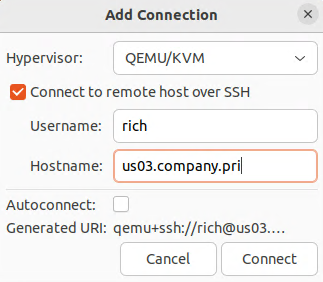 Add Connection
Hypervisor: QEMU/KVM
Connect to remote host over SSH
Username: rich
Hostname: us03.company.pri
Autoconnect:
Generated URI: qemu+ssh://rich@us03....
Cancel Connect